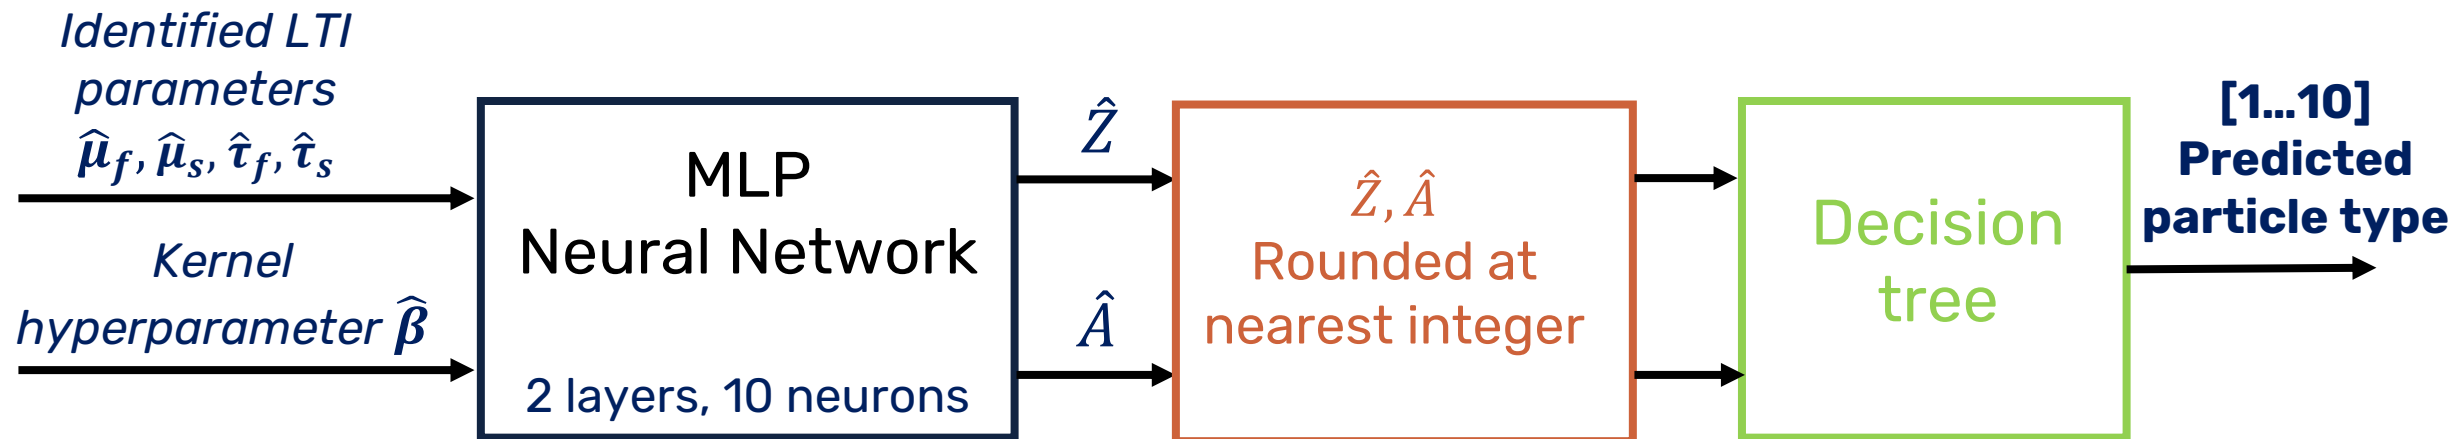 Identified LTI
parameters
μ̂_f, μ̂_s, τ̂_f, τ̂_s
Kernel
hyperparameter β̂
MLP
Neural Network
2 layers, 10 neurons
Ẑ
Â
Ẑ, Â
Rounded at
nearest integer
Decision
tree
[1...10]
Predicted
particle type